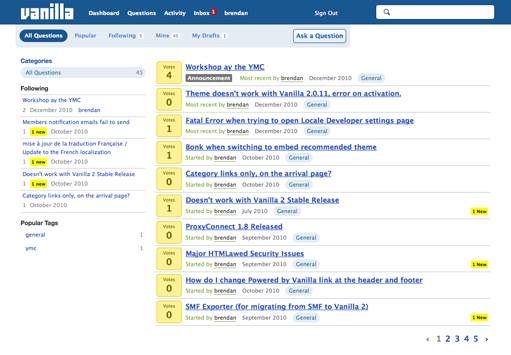 vanilla Dashboard Questions Activity Inbox 1 brendan Sign Out
All Questions Popular Following 5 Mine 45 My Drafts 1 Ask a Question
Categories
All Questions 45
Following
Workshop ay the YMC
2 December 2010 brendan
Members notification emails fail to send
1 1 new October 2010
mise à jour de la traduction Française /
Update to the French localization
1 1 new October 2010
Doesn't work with Vanilla 2 Stable Release
1 1 new October 2010
Category links only, on the arrival page?
1 October 2010
Popular Tags
general 1
ymc 1
Votes
4
Workshop ay the YMC
Announcement Most recent by brendan December 2010 General
Votes
0
Theme doesn't work with Vanilla 2.0.11, error on activation.
Most recent by brendan December 2010 General
Votes
1
Fatal Error when trying to open Locale Developer settings page
Most recent by brendan December 2010 General
Votes
1
Bonk when switching to embed recommended theme
Started by brendan October 2010 General
Votes
0
Category links only, on the arrival page?
Started by brendan October 2010 General
Votes
1
Doesn't work with Vanilla 2 Stable Release
Started by brendan July 2010 General 1 New
Votes
0
ProxyConnect 1.8 Released
Started by brendan September 2010 General
Votes
0
Major HTMLawed Security Issues
Started by brendan September 2010 General 1 New
Votes
0
How do I change Powered by Vanilla link at the header and footer
Started by brendan October 2010 General
Votes
0
SMF Exporter (for migrating from SMF to Vanilla 2)
Started by brendan September 2010 General 1 New
‹ 1 2 3 4 5 ›